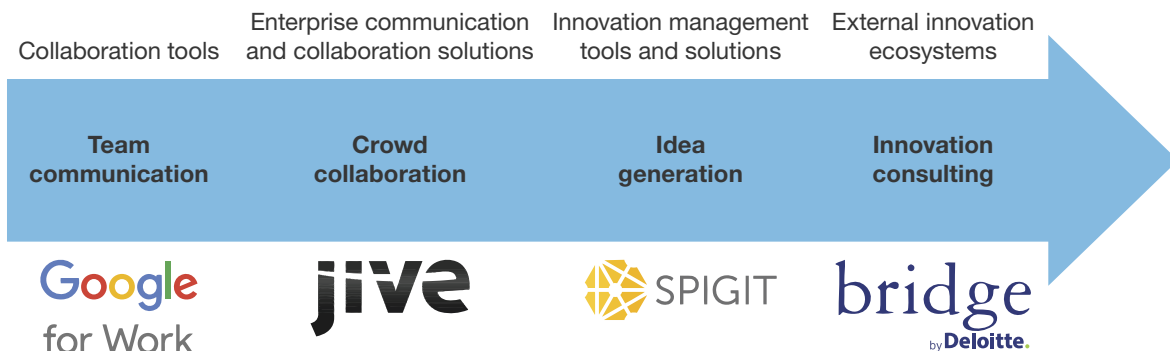 Collaboration tools
Enterprise communication
and collaboration solutions
Innovation management
tools and solutions
External innovation
ecosystems
Team
communication
Crowd
collaboration
Idea
generation
Innovation
consulting
Google
for Work
jive
SPIGIT
bridge
by Deloitte.